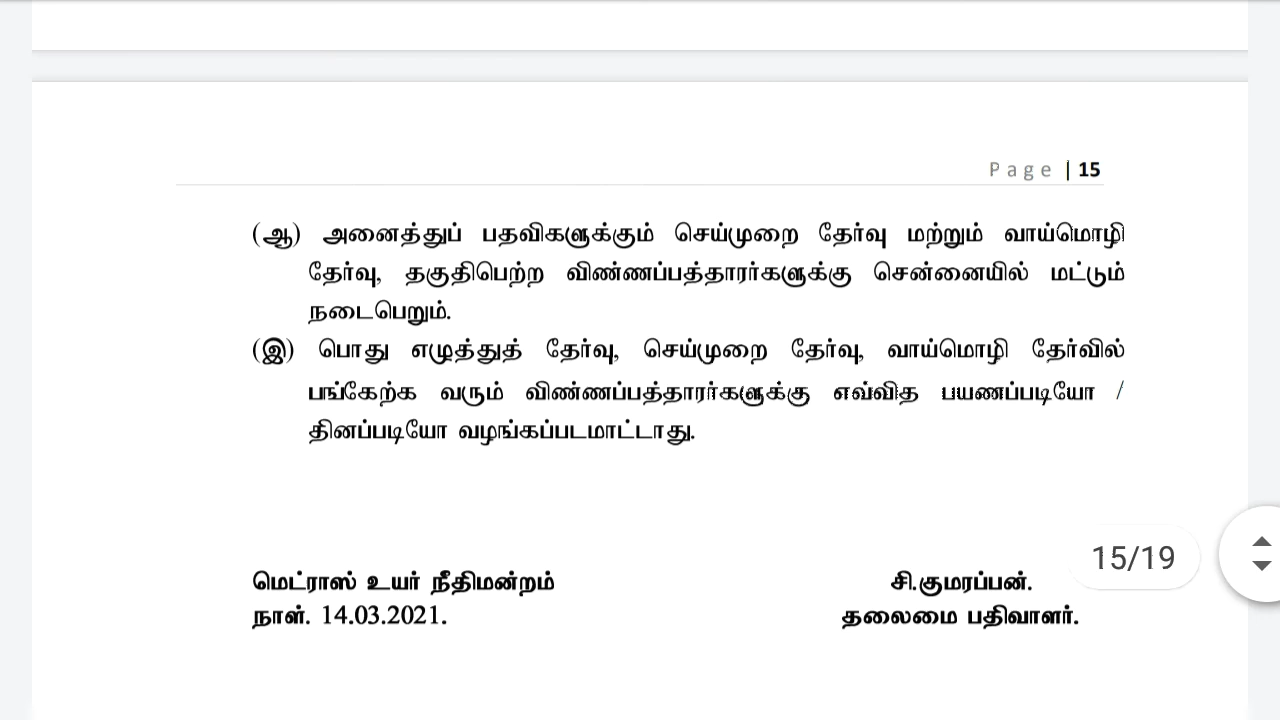 Page | 15
(ஆ) அனைத்துப் பதவிகளுக்கும் செய்முறை தேர்வு மற்றும் வாய்மொழி
தேர்வு, தகுதிபெற்ற விண்ணப்பத்தாரர்களுக்கு சென்னையில் மட்டும்
நடைபெறும்.
(இ) பொது எழுத்துத் தேர்வு, செய்முறை தேர்வு, வாய்மொழி தேர்வில்
பங்கேற்க வரும் விண்ணப்பத்தாரர்களுக்கு எவ்வித பயணப்படியோ /
தினப்படியோ வழங்கப்படமாட்டாது.
15/19
மெட்ராஸ் உயர் நீதிமன்றம் சி.குமரப்பன்.
நாள். 14.03.2021. தலைமை பதிவாளர்.